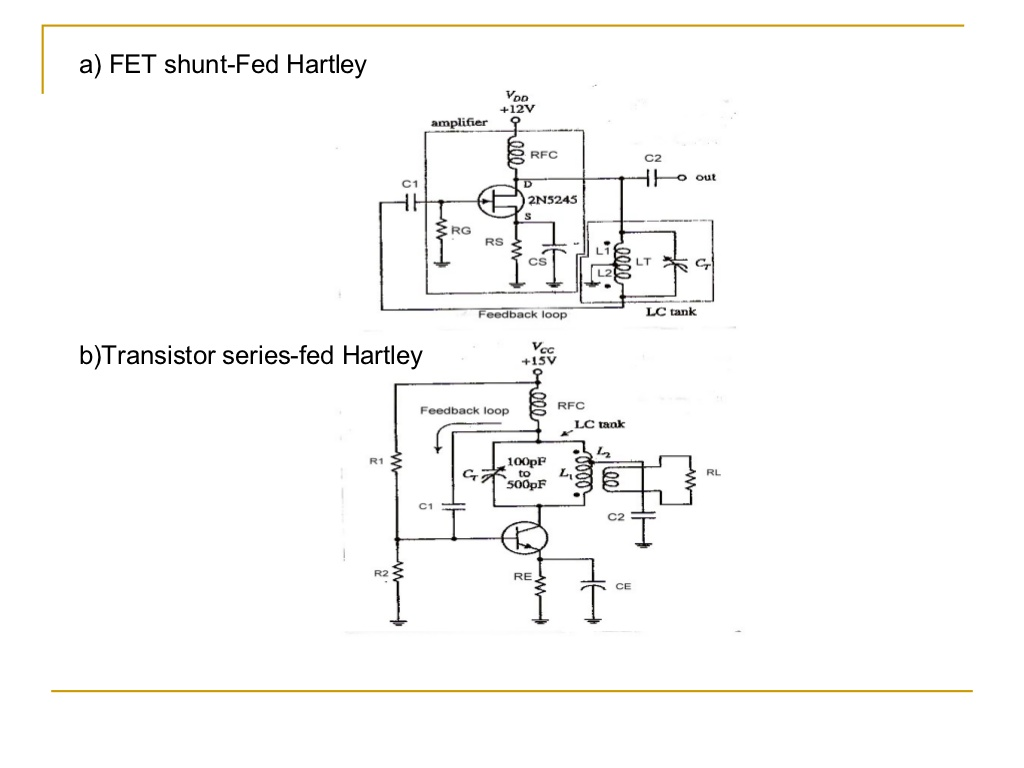 a) FET shunt-Fed Hartley
VDD
+12V
amplifier
RFC
C2
out
C1
D
2N5245
S
RG
RS
CS
L1
L2
LT
CT
Feedback loop
LC tank
b)Transistor series-fed Hartley
VCC
+15V
RFC
Feedback loop
LC tank
L2
R1
CT
100pF
to
500pF
L1
RL
C1
C2
R2
RE
CE